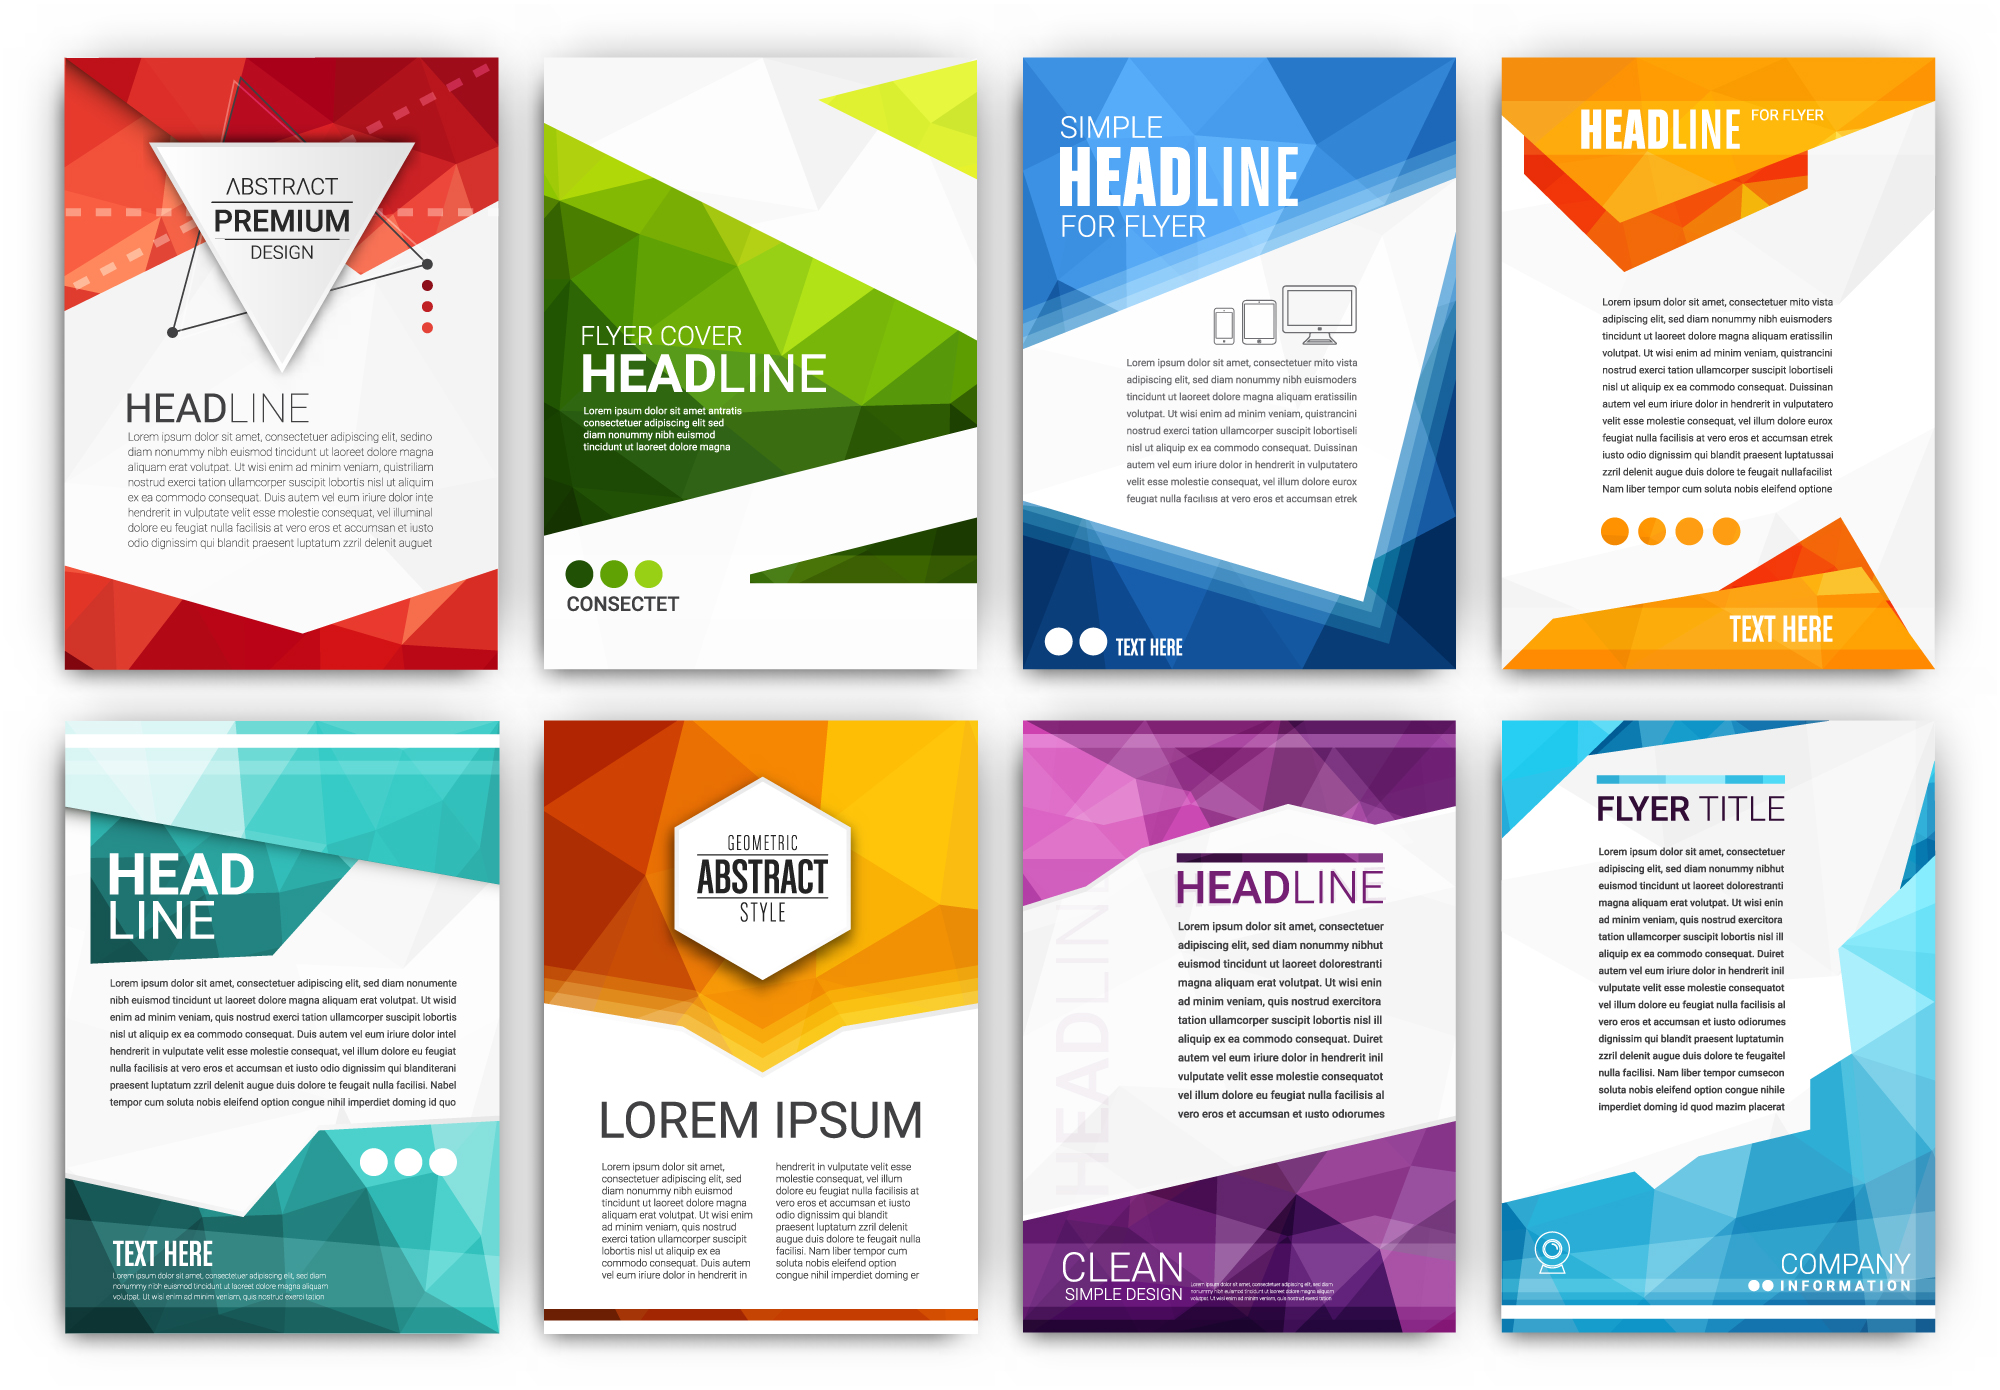 ABSTRACT
PREMIUM
DESIGN
HEADLINE
Lorem ipsum dolor sit amet, consectetuer adipiscing elit, sedino
diam nonummy nibh euismod tincidunt ut laoreet dolore magna
aliquam erat volutpat. Ut wisi enim ad minim veniam, quistriliam
nostrud exerci tation ullamcorper suscipit lobortis nisl ut aliquim
ex ea commodo consequat. Duis autem vel eum iriure dolor inte
hendrerit in vulputate velit esse molestie consequat, vel illuminal
dolore eu feugiat nulla facilisis at vero eros et accumsan et iusto
odio dignissim qui blandit praesent luptatum zzril delenit auguet
FLYER COVER
HEADLINE
Lorem ipsum dolor sit amet antratis
consectetuer adipiscing elit sed
diam nonummy nibh euismod
tincidunt ut laoreet dolore magna
CONSECTET
SIMPLE
HEADLINE
FOR FLYER
Lorem ipsum dolor sit amet, consectetuer mito vista
adipiscing elit, sed diam nonummy nibh euismoders
tincidunt ut laoreet dolore magna aliquam eratissilin
volutpat. Ut wisi enim ad minim veniam, quistrancini
nostrud exerci tation ullamcorper suscipit lobortiseli
nisl ut aliquip ex ea commodo consequat. Duissinan
autem vel em iriure dolor in hendrerit in vulputatero
velit esse molestie consequat, vel illum dolore eurox
feugiat nulla facilisis at vero eros et accumsan etrek
TEXT HERE
HEADLINE FOR FLYER
Lorem ipsum dolor sit amet, consectetuer mito vista
adipiscing elit, sed diam nonummy nibh euismoders
tincidunt ut laoreet dolore magna aliquam eratissilin
volutpat. Ut wisi enim ad minim veniam, quistrancini
nostrud exerci tation ullamcorper suscipit lobortiseli
nisl ut aliquip ex ea commodo consequat. Duissinan
autem vel em iriure dolor in hendrerit in vulputatero
velit esse molestie consequat, vel illum dolore eurox
feugiat nulla facilisis at vero eros et accumsan etrek
iusto odio dignissim qui blandit praesent luptatussai
zzril delenit augue duis dolore te feugait nullafacilist
Nam liber tempor cum soluta nobis eleifend optione
TEXT HERE
HEAD
LINE
Lorem ipsum dolor sit amet, consectetuer adipiscing elit, sed diam nonumente
nibh euismod tincidunt ut laoreet dolore magna aliquam erat volutpat. Ut wisid
enim ad minim veniam, quis nostrud exerci tation ullamcorper suscipit lobortis
nisl ut aliquip ex ea commodo consequat. Duis autem vel eum iriure dolor intel
hendrerit in vulputate velit esse molestie consequat, vel illum dolore eu feugiat
nulla facilisis at vero eros et accumsan et iusto odio dignissim qui blanditerani
praesent luptatum zzril delenit augue duis dolore te feugait nulla facilisi. Nabel
tempor cum soluta nobis eleifend option congue nihil imperdiet doming id quo
TEXT HERE
Lorem ipsum dolor sit amet, consectetuer adipiscing elit, sed diam
nonummy nibh euismod tincidunt ut laoreet dolore magna aliquam
volutpat. Ut wisi enim ad minim veniam, quis nostrud exerci tation
GEOMETRIC
ABSTRACT
STYLE
LOREM IPSUM
Lorem ipsum dolor sit amet,
consectetuer adipiscing elit, sed
diam nonummy nibh euismod
tincidunt ut laoreet dolore magna
aliquam erat volutpat. Ut wisi enim
ad minim veniam, quis nostrud
exerci tation ullamcorper suscipit
lobortis nisl ut aliquip ex ea
commodo consequat. Duis autem
vel eum iriure dolor in hendrerit in
hendrerit in vulputate velit esse
molestie consequat, vel illum
dolore eu feugiat nulla facilisis at
vero eros et accumsan et iusto
odio dignissim qui blandit
praesent luptatum zzril delenit
augue duis dolore te feugait nulla
facilisi. Nam liber tempor cum
soluta nobis eleifend option
congue nihil imperdiet doming er
HEADLINE
HEADLINE
Lorem ipsum dolor sit amet, consectetuer
adipiscing elit, sed diam nonummy nibhut
euismod tincidunt ut laoreet dolorestranti
magna aliquam erat volutpat. Ut wisi enin
ad minim veniam, quis nostrud exercitora
tation ullamcorper suscipit lobortis nisl ill
aliquip ex ea commodo consequat. Duiret
autem vel eum iriure dolor in hendrerit inil
vulputate velit esse molestie consequatot
vel illum dolore eu feugiat nulla facilisis al
vero eros et accumsan et iusto odiorumes
CLEAN
SIMPLE DESIGN
Lorem ipsum dolor sit amet, consectetuer adipiscing elit, sed diam
nonummy nibh euismod tincidunt ut laoreet dolore magna aliquam
volutpat. Ut wisi enim ad minim veniam, quis nostrud exerci tation
FLYER TITLE
Lorem ipsum dolor sit amet, consectetuer
adipiscing elit, sed diam nonummy nibhut
euismod tincidunt ut laoreet dolorestranti
magna aliquam erat volutpat. Ut wisi enin
ad minim veniam, quis nostrud exercitora
tation ullamcorper suscipit lobortis nisl ill
aliquip ex ea commodo consequat. Duiret
autem vel eum iriure dolor in hendrerit inil
vulputate velit esse molestie consequatot
vel illum dolore eu feugiat nulla facilisis al
vero eros et accumsan et iusto odiorumes
odio dignissim qui blandit praesent luptatumin
zzril delenit augue duis dolore te feugaitel
nulla facilisi. Nam liber tempor cumsecon
soluta nobis eleifend option congue nihile
imperdiet doming id quod mazim placerat
COMPANY
INFORMATION